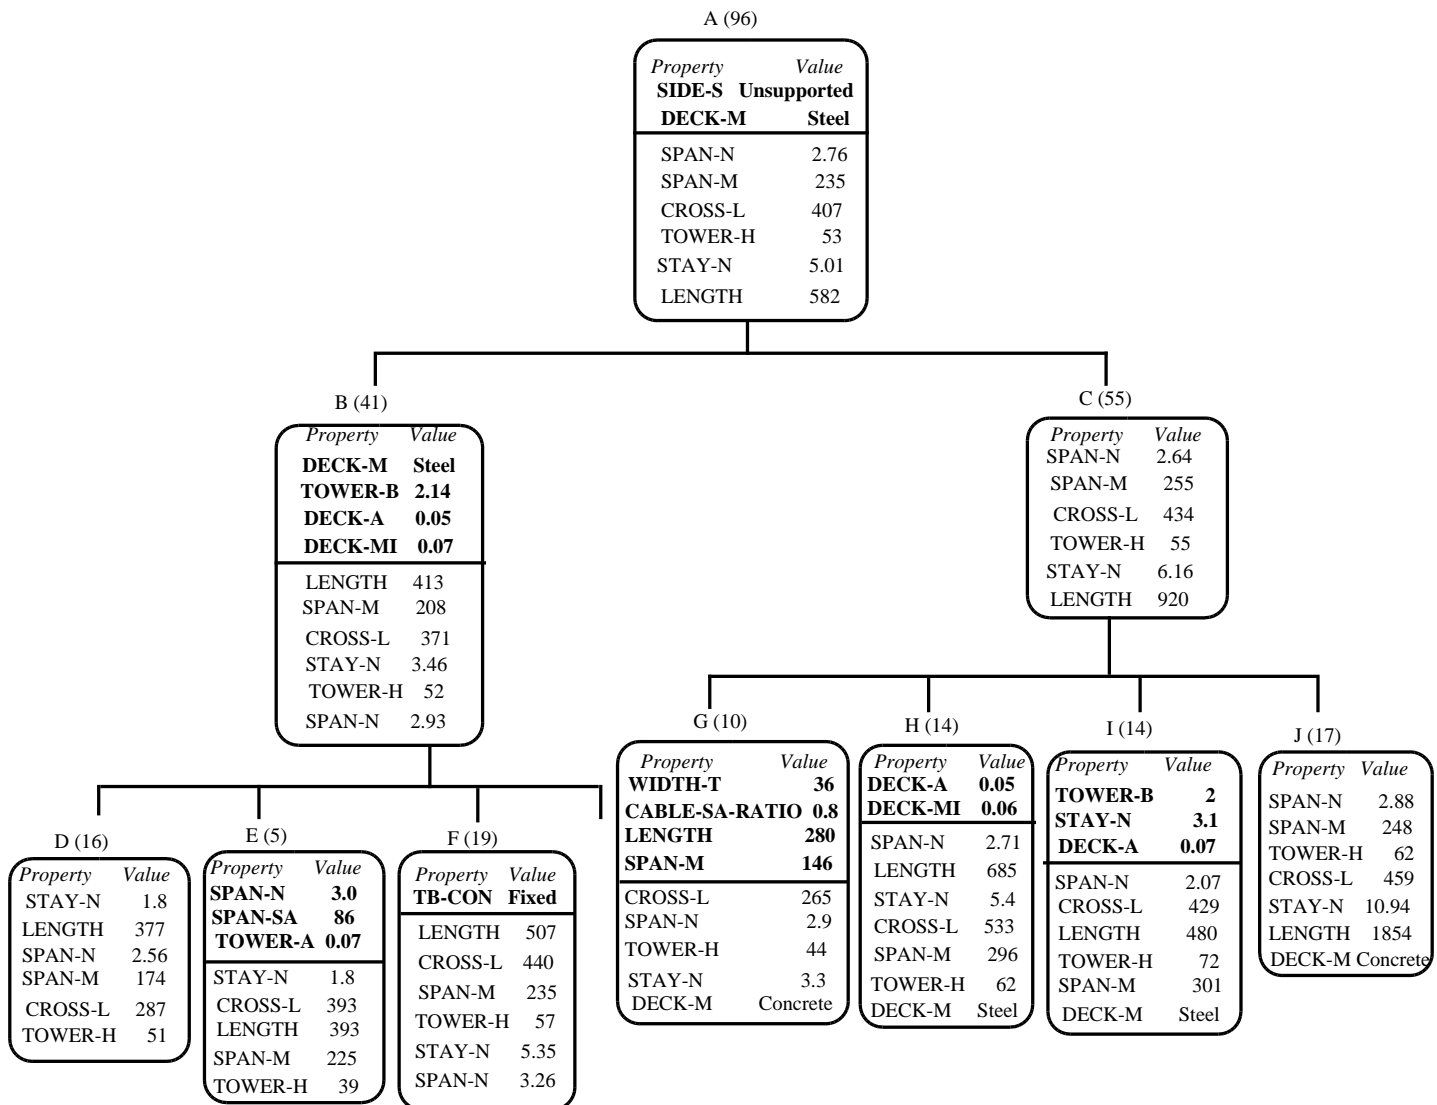 A (96)
Property Value
SIDE-S Unsupported
DECK-M Steel
SPAN-N 2.76
SPAN-M 235
CROSS-L 407
TOWER-H 53
STAY-N 5.01
LENGTH 582
B (41)
Property Value
DECK-M Steel
TOWER-B 2.14
DECK-A 0.05
DECK-MI 0.07
LENGTH 413
SPAN-M 208
CROSS-L 371
STAY-N 3.46
TOWER-H 52
SPAN-N 2.93
C (55)
Property Value
SPAN-N 2.64
SPAN-M 255
CROSS-L 434
TOWER-H 55
STAY-N 6.16
LENGTH 920
D (16)
Property Value
STAY-N 1.8
LENGTH 377
SPAN-N 2.56
SPAN-M 174
CROSS-L 287
TOWER-H 51
E (5)
Property Value
SPAN-N 3.0
SPAN-SA 86
TOWER-A 0.07
STAY-N 1.8
CROSS-L 393
LENGTH 393
SPAN-M 225
TOWER-H 39
F (19)
Property Value
TB-CON Fixed
LENGTH 507
CROSS-L 440
SPAN-M 235
TOWER-H 57
STAY-N 5.35
SPAN-N 3.26
G (10)
Property Value
WIDTH-T 36
CABLE-SA-RATIO 0.8
LENGTH 280
SPAN-M 146
CROSS-L 265
SPAN-N 2.9
TOWER-H 44
STAY-N 3.3
DECK-M Concrete
H (14)
Property Value
DECK-A 0.05
DECK-MI 0.06
SPAN-N 2.71
LENGTH 685
STAY-N 5.4
CROSS-L 533
SPAN-M 296
TOWER-H 62
DECK-M Steel
I (14)
Property Value
TOWER-B 2
STAY-N 3.1
DECK-A 0.07
SPAN-N 2.07
CROSS-L 429
LENGTH 480
TOWER-H 72
SPAN-M 301
DECK-M Steel
J (17)
Property Value
SPAN-N 2.88
SPAN-M 248
TOWER-H 62
CROSS-L 459
STAY-N 10.94
LENGTH 1854
DECK-M Concrete